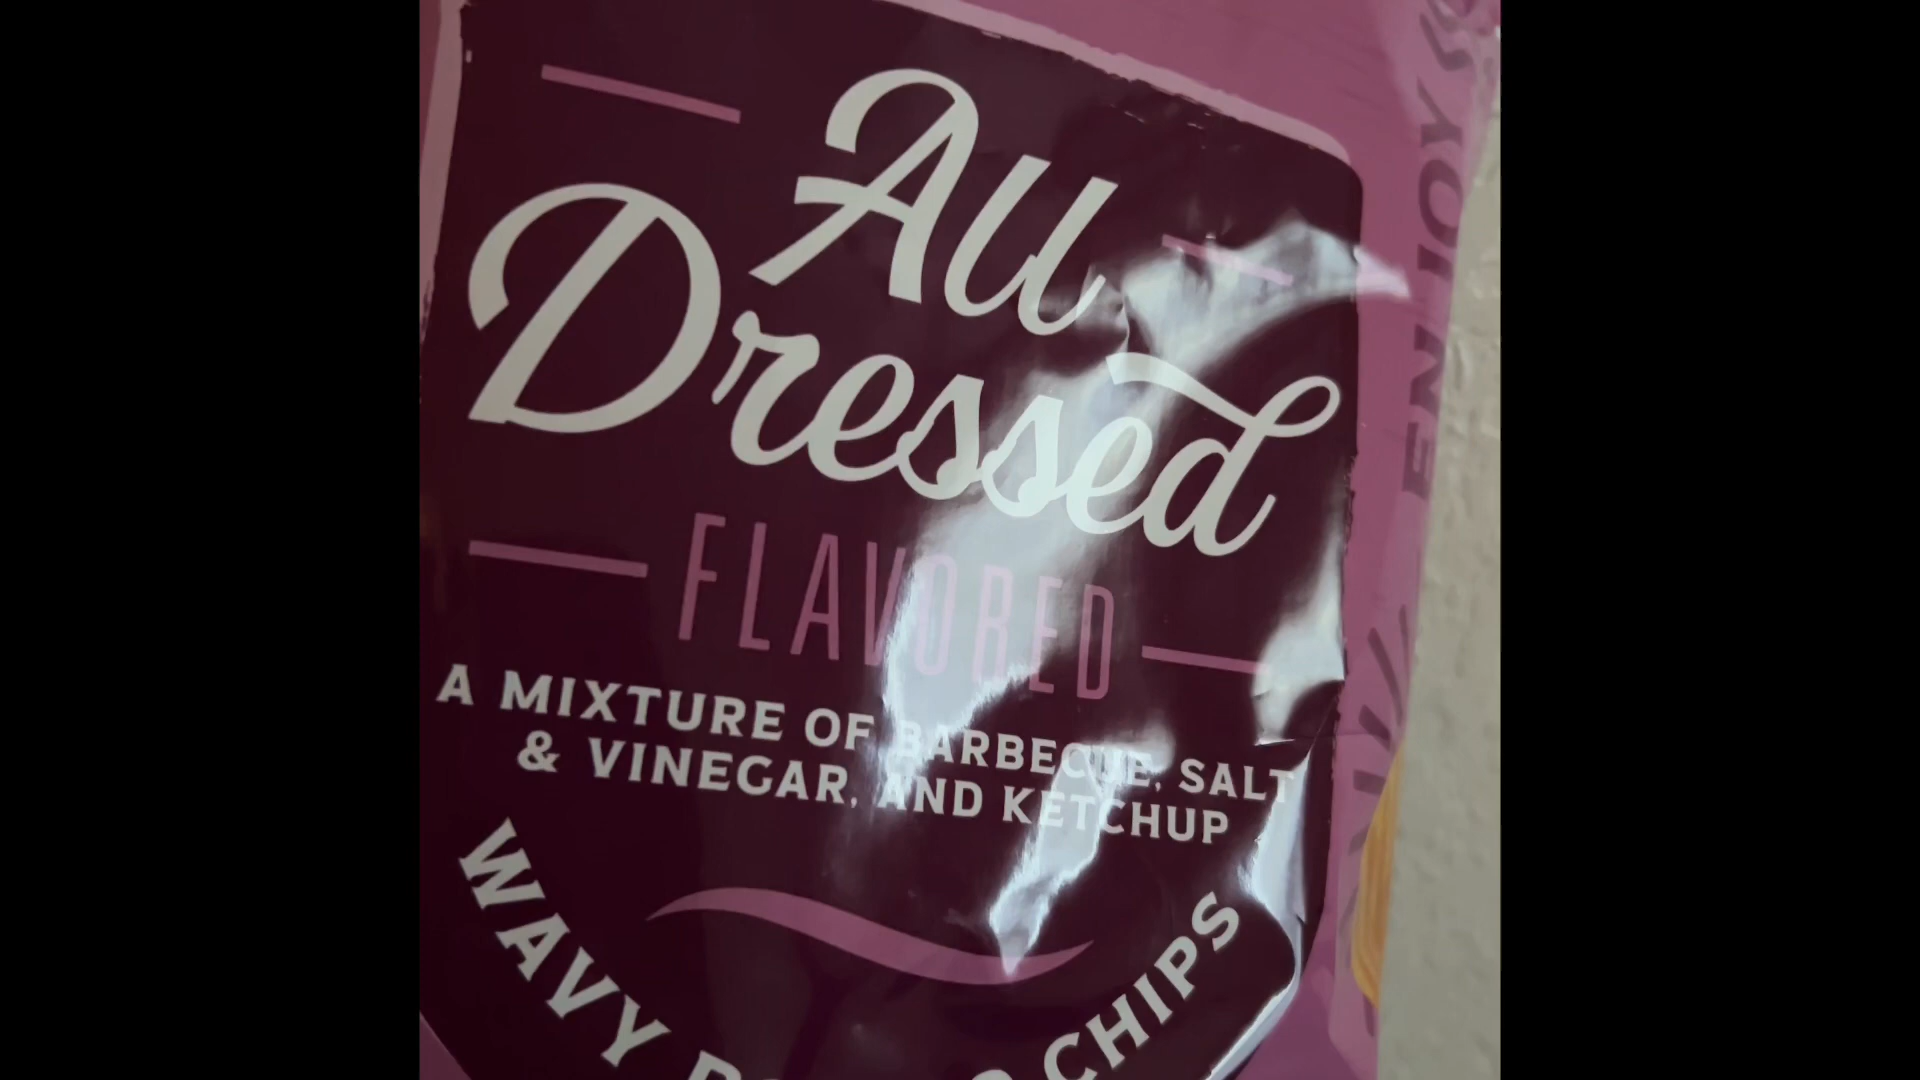 All
Dressed
FLAVORED
A MIXTURE OF BARBECUE, SALT
& VINEGAR, AND KETCHUP
WAVY
CHIPS
ENJOY